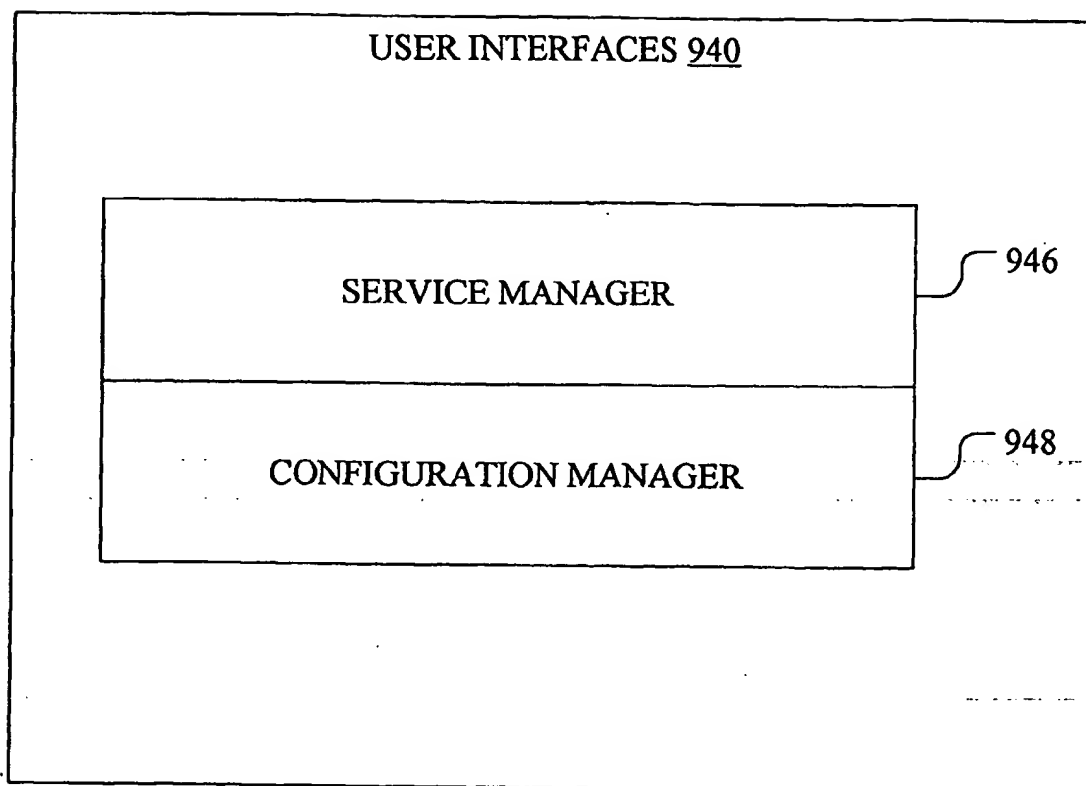 USER INTERFACES 940
SERVICE MANAGER
946
CONFIGURATION MANAGER
948